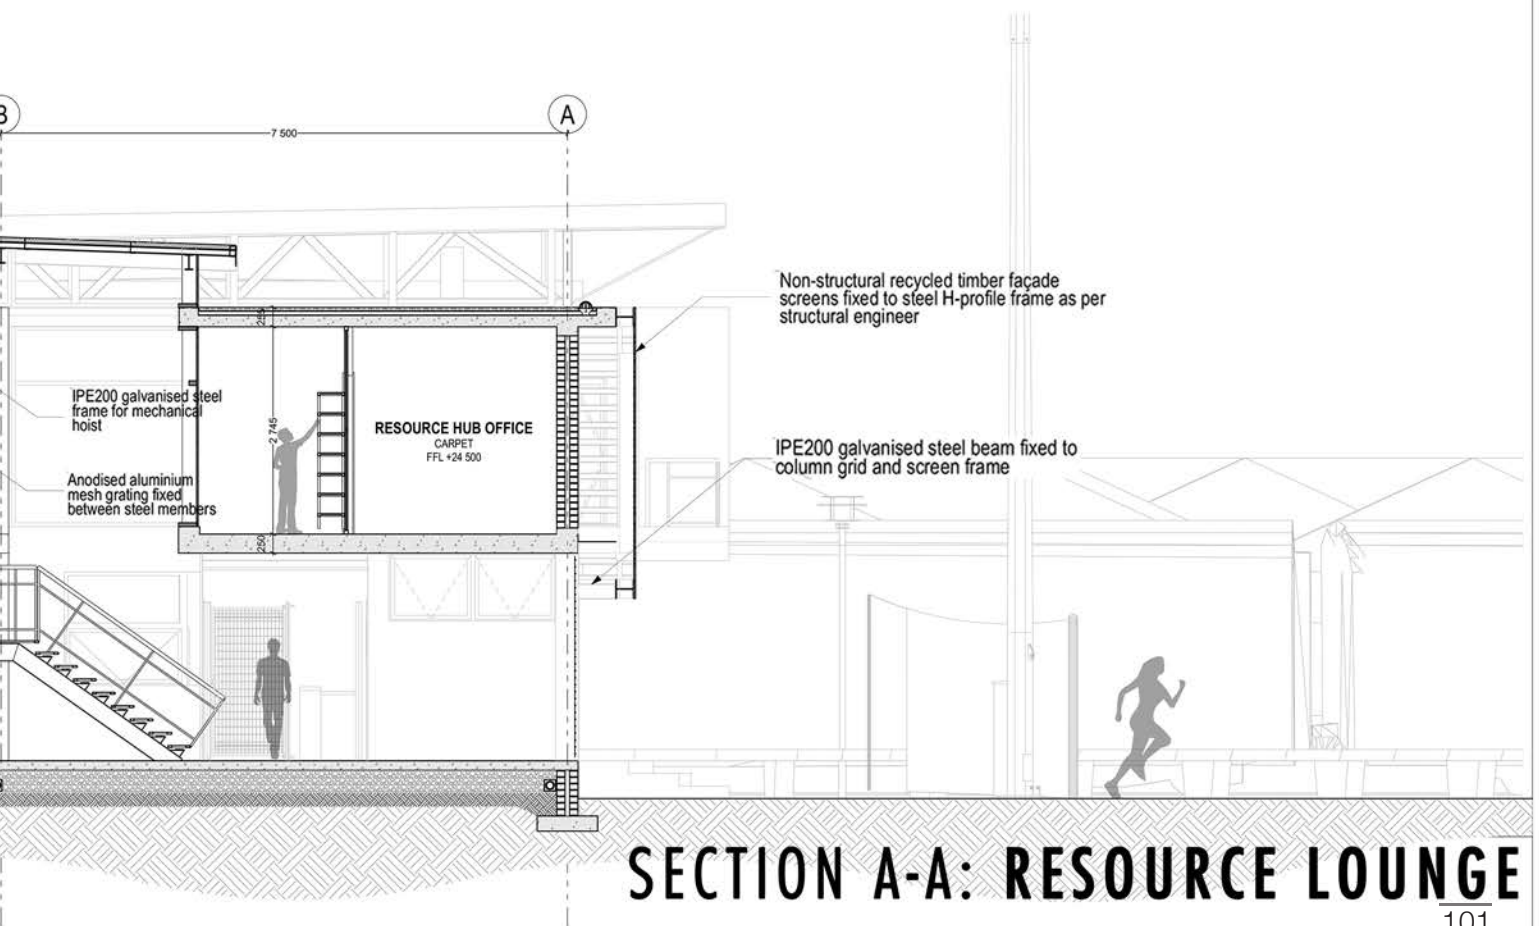 B
A
7 500
Non-structural recycled timber façade
screens fixed to steel H-profile frame as per
structural engineer
255
IPE200 galvanised steel
frame for mechanical
hoist
2 745
RESOURCE HUB OFFICE
CARPET
FFL +24 500
IPE200 galvanised steel beam fixed to
column grid and screen frame
Anodised aluminium
mesh grating fixed
between steel members
250
SECTION A-A: RESOURCE LOUNGE
101